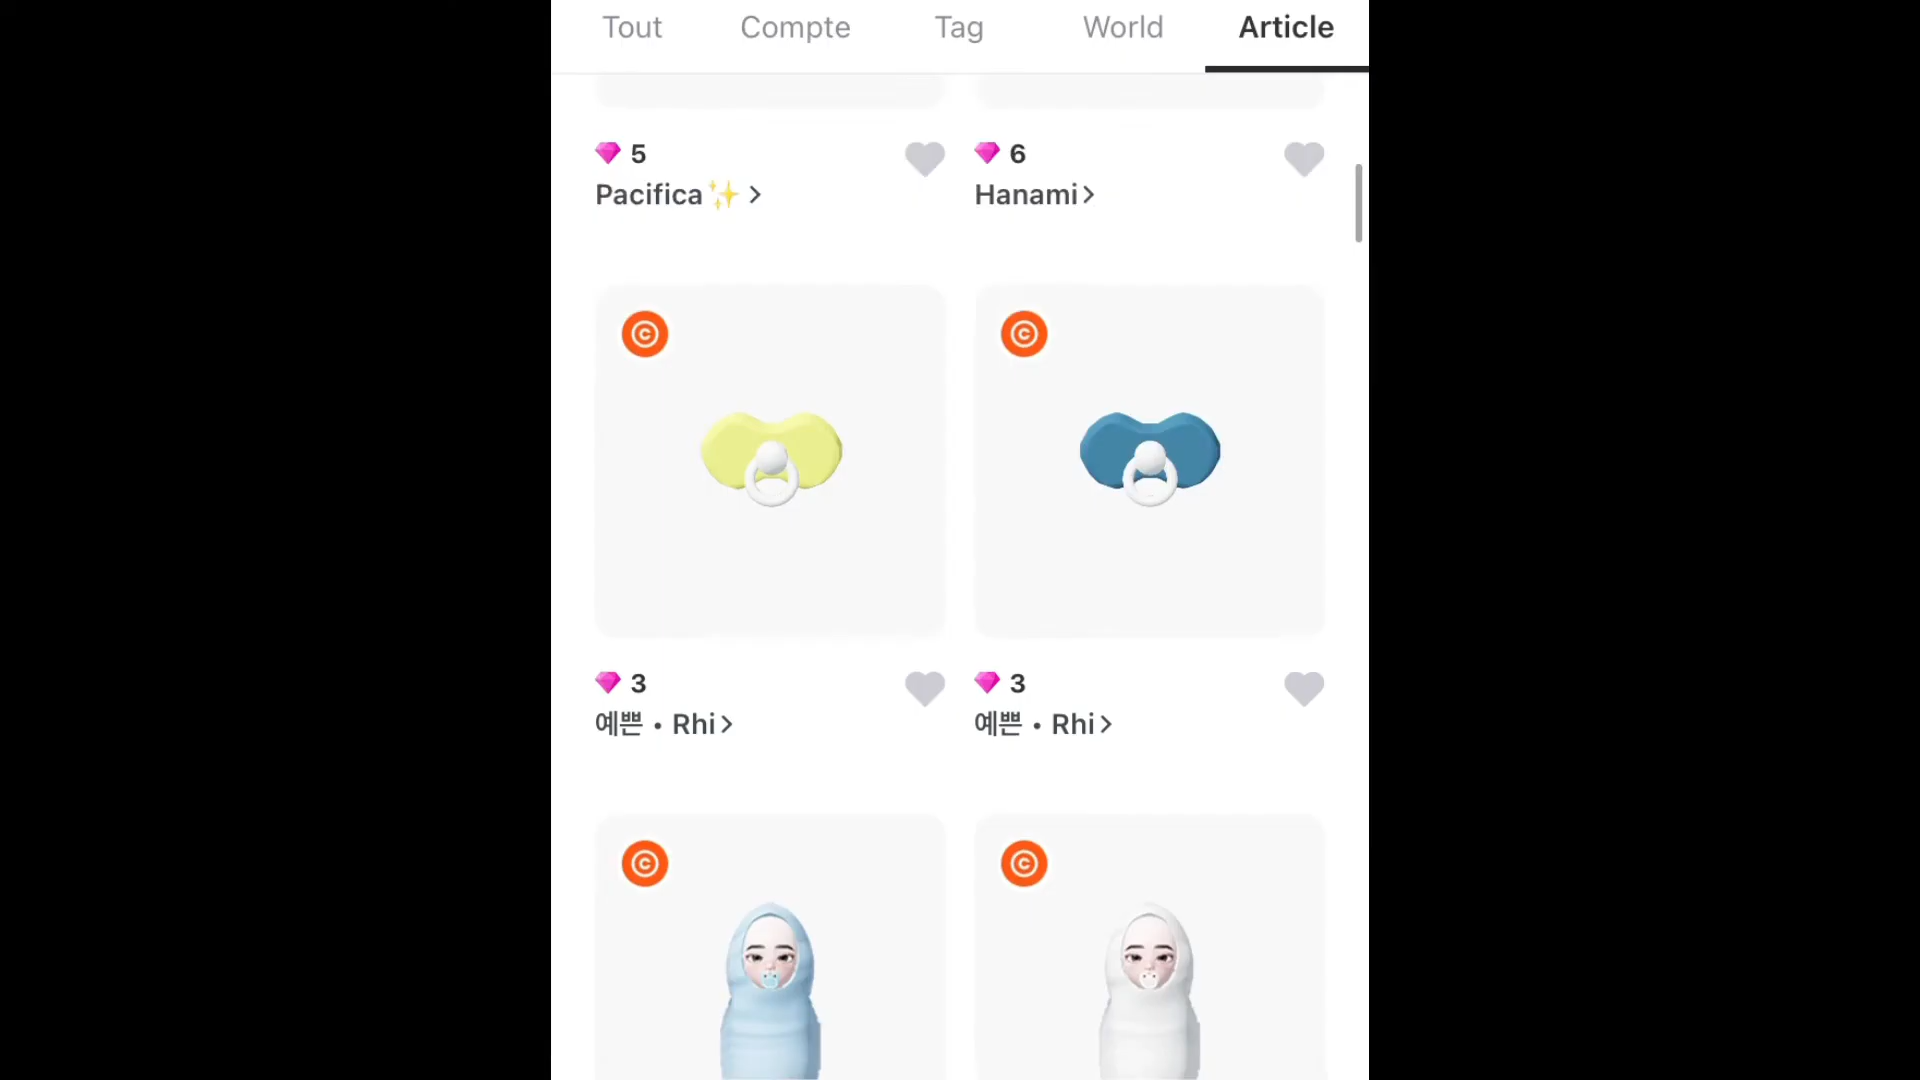 Tout Compte Tag World Article
5 6
Pacifica✨ > Hanami >
© ©
3 3
예쁜 • Rhi > 예쁜 • Rhi >
© ©